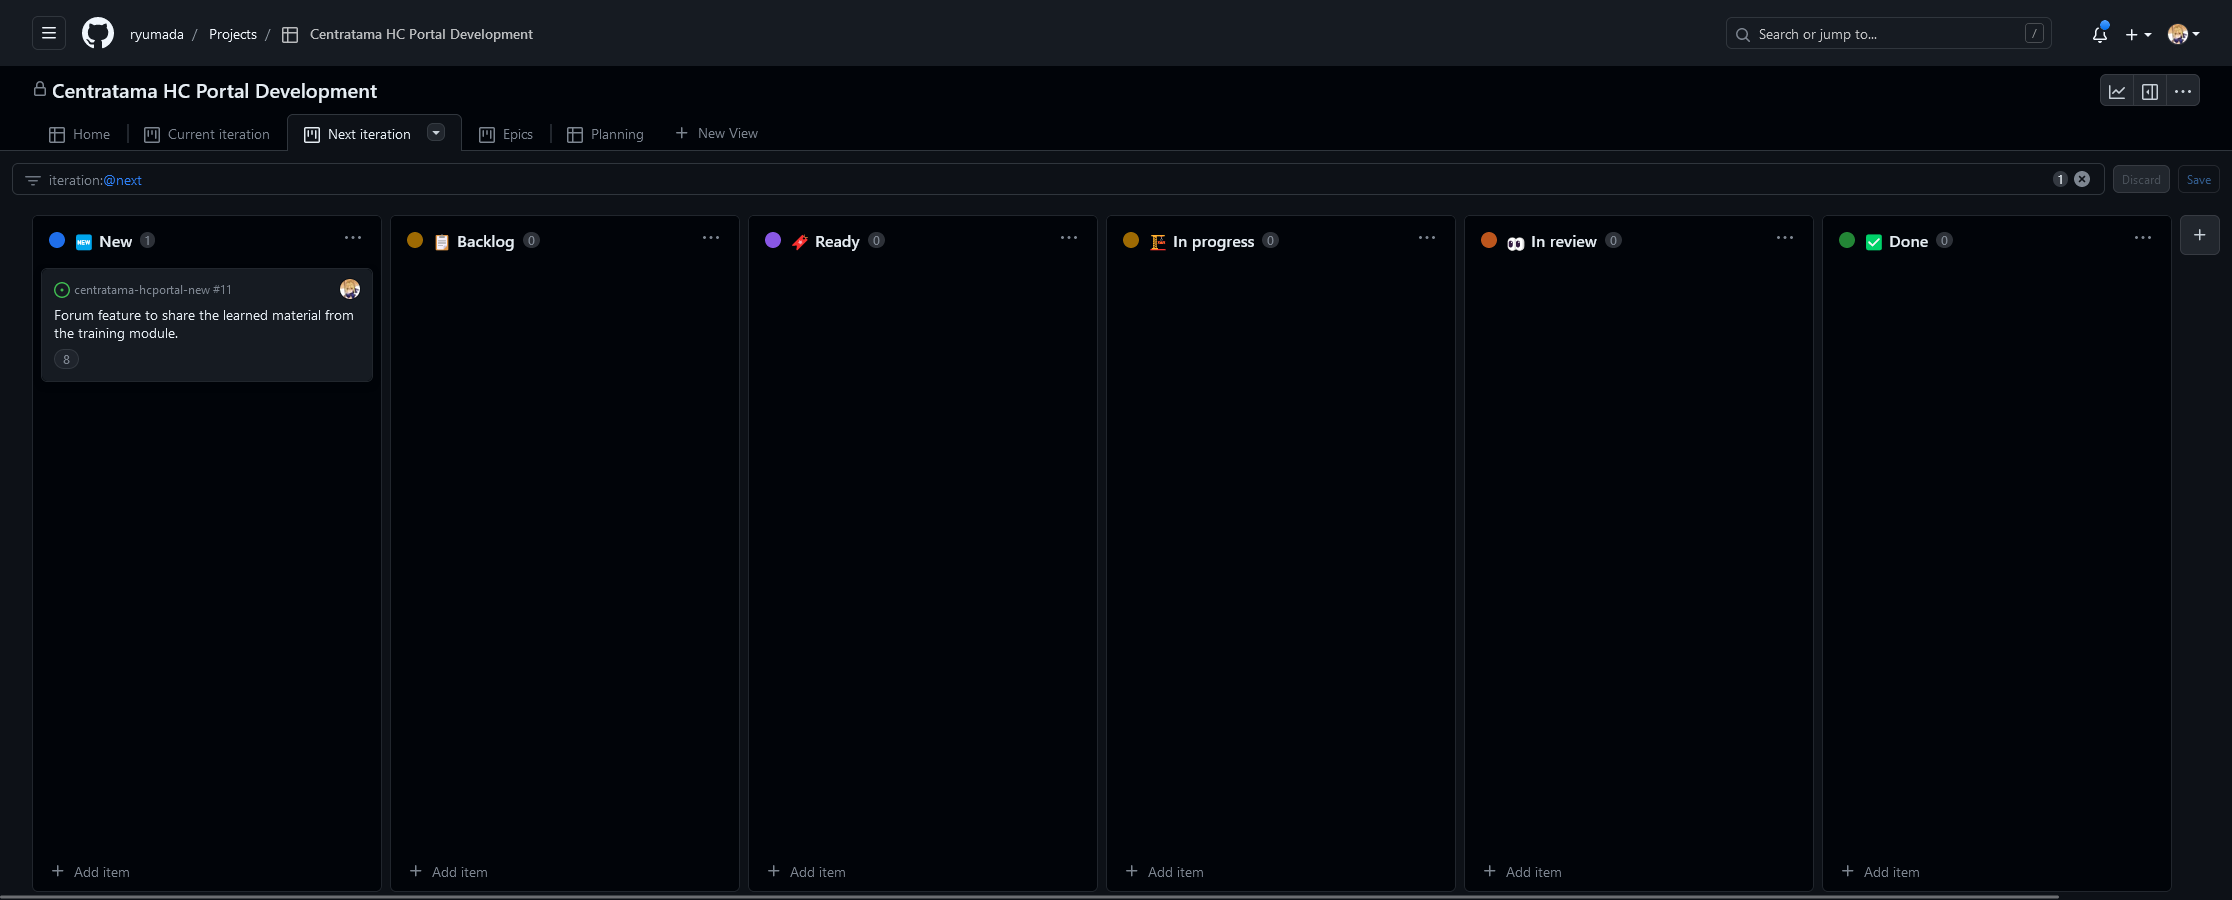 ryumada / Projects / Centratama HC Portal Development
Search or jump to... /
Centratama HC Portal Development
Home
Current iteration
Next iteration
Epics
Planning
New View
iteration:@next
1
Discard
Save
NEW New 1
Backlog 0
Ready 0
In progress 0
In review 0
Done 0
centratama-hcportal-new #11
Forum feature to share the learned material from
the training module.
8
Add item
Add item
Add item
Add item
Add item
Add item